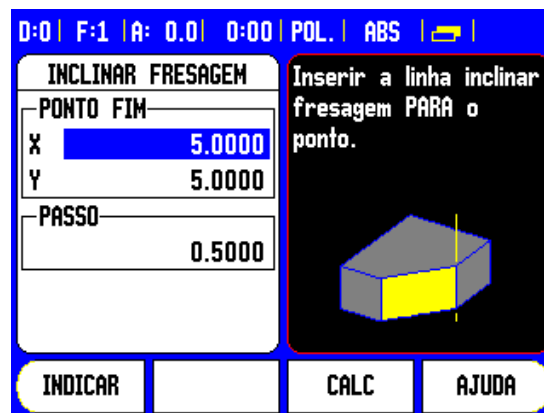 D:0 | F:1 | A: 0.0 | 0:00 | POL. | ABS
INCLINAR FRESAGEM
PONTO FIM
X 5.0000
Y 5.0000
PASSO
0.5000
Inserir a linha inclinar
fresagem PARA o
ponto.
INDICAR
CALC
AJUDA